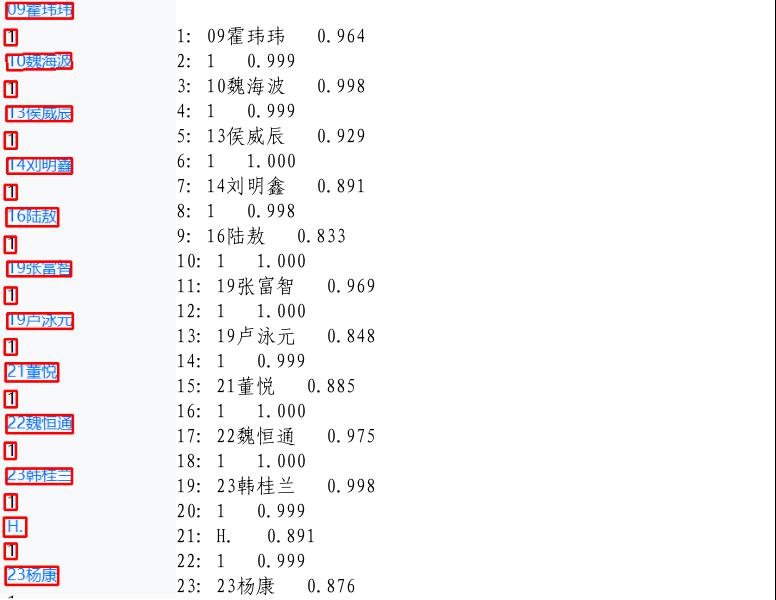 09霍玮玮
1
10魏海波
1
13侯威辰
1
14刘明鑫
1
16陆敖
1
19张富智
1
19卢泳元
1
21董悦
1
22魏恒通
1
23韩桂兰
1
H.
1
23杨康
1: 09霍玮玮 0.964
2: 1 0.999
3: 10魏海波 0.998
4: 1 0.999
5: 13侯威辰 0.929
6: 1 1.000
7: 14刘明鑫 0.891
8: 1 0.998
9: 16陆敖 0.833
10: 1 1.000
11: 19张富智 0.969
12: 1 1.000
13: 19卢泳元 0.848
14: 1 0.999
15: 21董悦 0.885
16: 1 1.000
17: 22魏恒通 0.975
18: 1 1.000
19: 23韩桂兰 0.998
20: 1 0.999
21: H. 0.891
22: 1 0.999
23: 23杨康 0.876